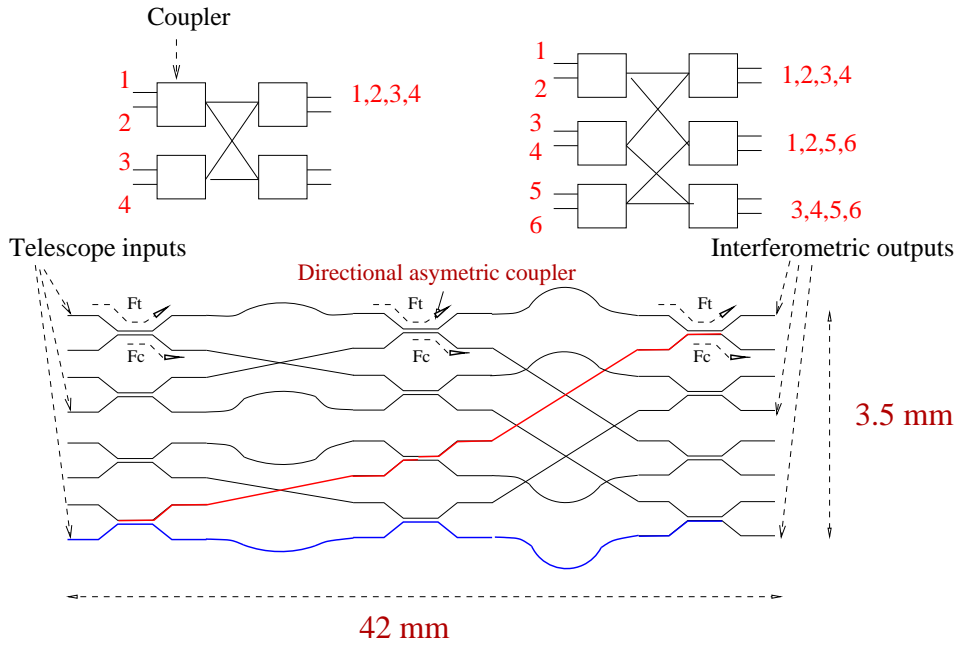 Coupler
1
2
3
4
1,2,3,4
1
2
3
4
5
6
1,2,3,4
1,2,5,6
3,4,5,6
Telescope inputs
Interferometric outputs
Directional asymetric coupler
Ft
Ft
Ft
Fc
Fc
Fc
3.5 mm
42 mm